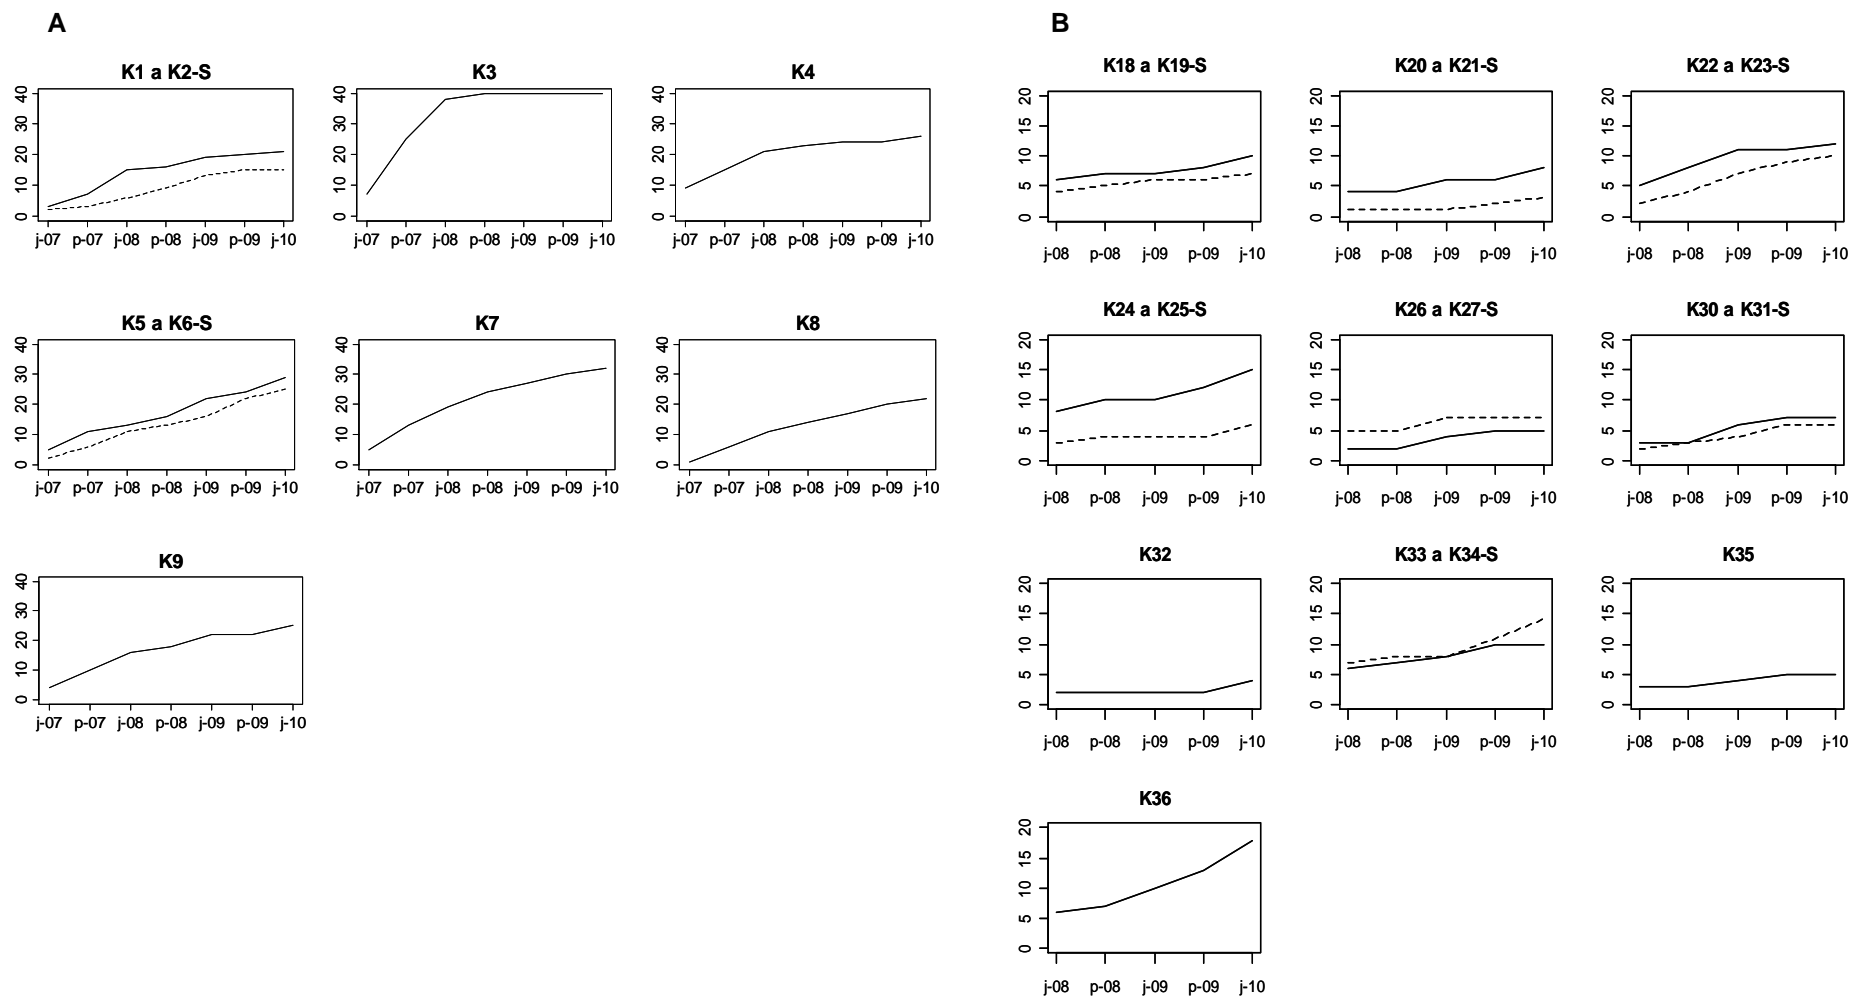 A
K1 a K2-S
0 10 20 30 40
j-07 p-07 j-08 p-08 j-09 p-09 j-10
K3
0 10 20 30 40
j-07 p-07 j-08 p-08 j-09 p-09 j-10
K4
0 10 20 30 40
j-07 p-07 j-08 p-08 j-09 p-09 j-10
K5 a K6-S
0 10 20 30 40
j-07 p-07 j-08 p-08 j-09 p-09 j-10
K7
0 10 20 30 40
j-07 p-07 j-08 p-08 j-09 p-09 j-10
K8
0 10 20 30 40
j-07 p-07 j-08 p-08 j-09 p-09 j-10
K9
0 10 20 30 40
j-07 p-07 j-08 p-08 j-09 p-09 j-10
B
K18 a K19-S
0 5 10 15 20
j-08 p-08 j-09 p-09 j-10
K20 a K21-S
0 5 10 15 20
j-08 p-08 j-09 p-09 j-10
K22 a K23-S
0 5 10 15 20
j-08 p-08 j-09 p-09 j-10
K24 a K25-S
0 5 10 15 20
j-08 p-08 j-09 p-09 j-10
K26 a K27-S
0 5 10 15 20
j-08 p-08 j-09 p-09 j-10
K30 a K31-S
0 5 10 15 20
j-08 p-08 j-09 p-09 j-10
K32
0 5 10 15 20
j-08 p-08 j-09 p-09 j-10
K33 a K34-S
0 5 10 15 20
j-08 p-08 j-09 p-09 j-10
K35
0 5 10 15 20
j-08 p-08 j-09 p-09 j-10
K36
0 5 10 15 20
j-08 p-08 j-09 p-09 j-10